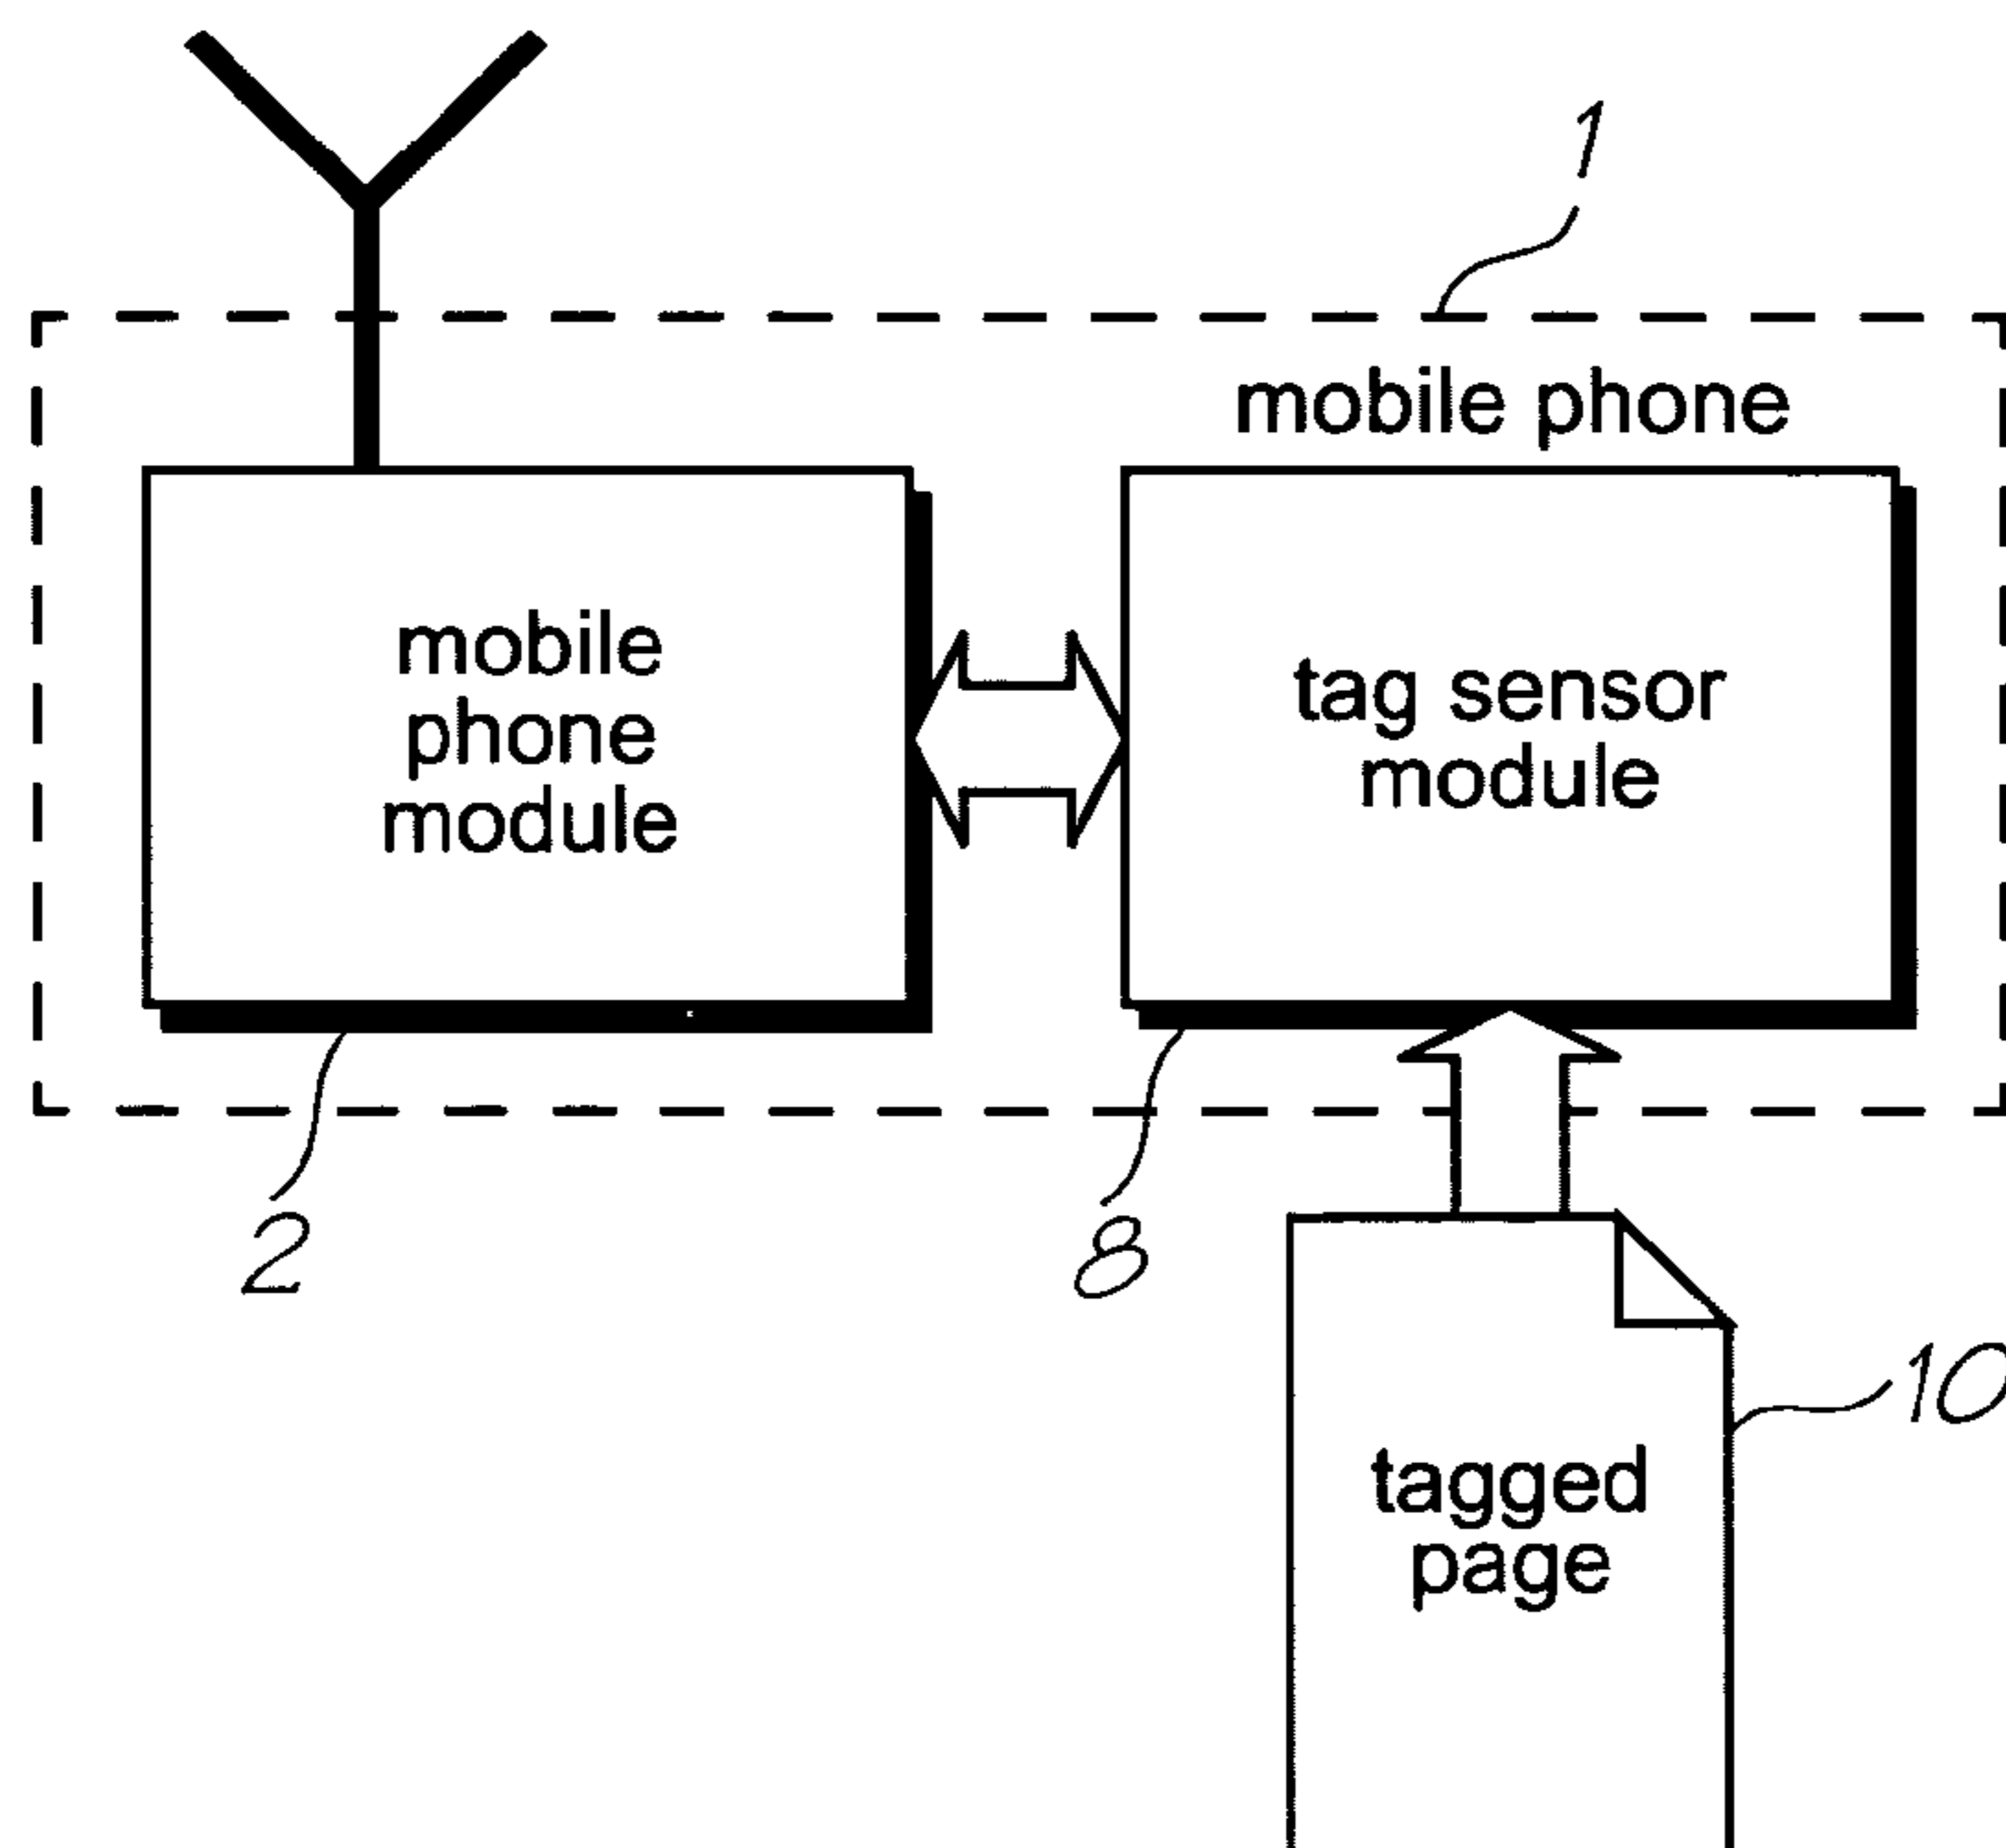 1
mobile phone
mobile
phone
module
tag sensor
module
2
8
10
tagged
page